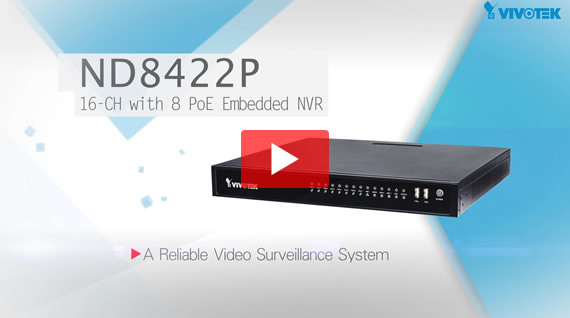 VIVOTEK
ND8422P
16-CH with 8 PoE Embedded NVR
VIVOTEK
A Reliable Video Surveillance System